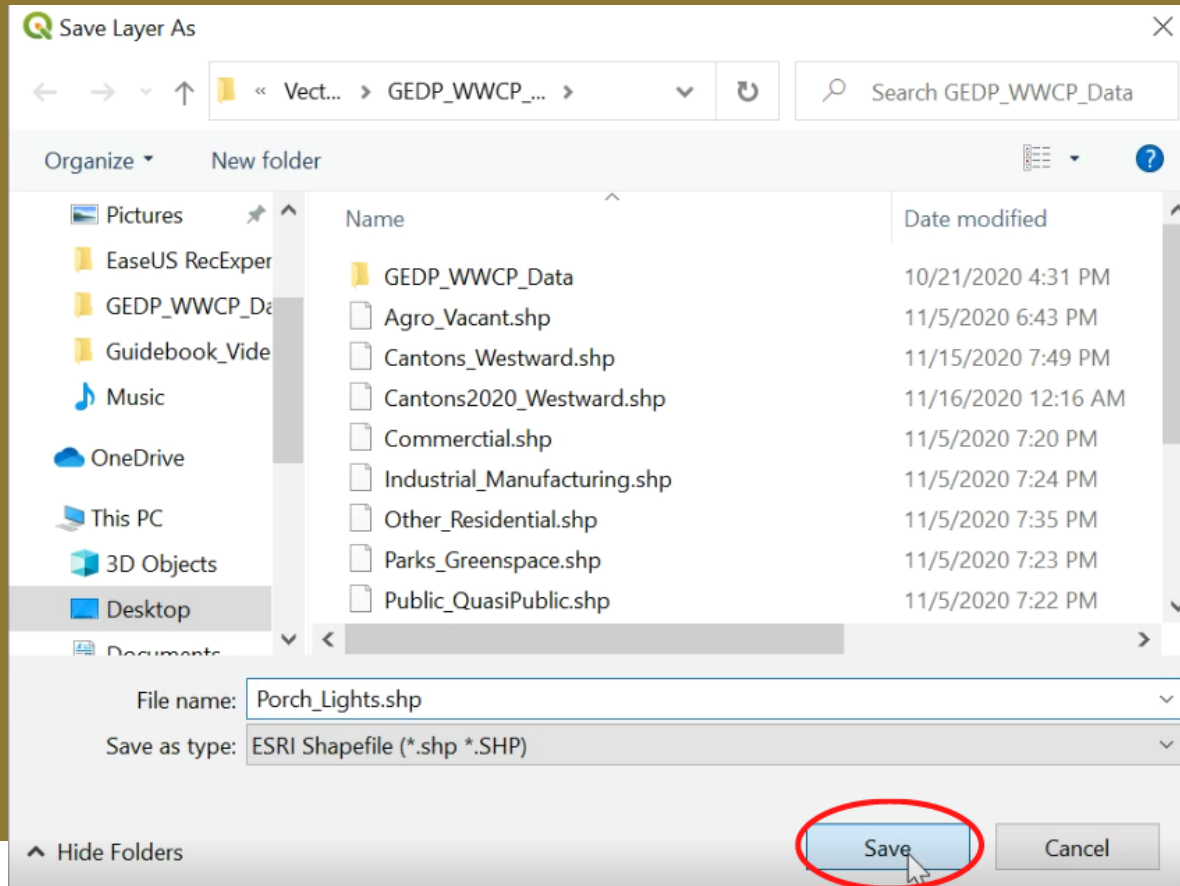 Save Layer As
« Vect... > GEDP_WWCP_... >
Search GEDP_WWCP_Data
Organize New folder
?
Name Date modified
Pictures
EaseUS RecExper
GEDP_WWCP_Da
Guidebook_Vide
Music
OneDrive
This PC
3D Objects
Desktop
Documents
GEDP_WWCP_Data 10/21/2020 4:31 PM
Agro_Vacant.shp 11/5/2020 6:43 PM
Cantons_Westward.shp 11/15/2020 7:49 PM
Cantons2020_Westward.shp 11/16/2020 12:16 AM
Commerctial.shp 11/5/2020 7:20 PM
Industrial_Manufacturing.shp 11/5/2020 7:24 PM
Other_Residential.shp 11/5/2020 7:35 PM
Parks_Greenspace.shp 11/5/2020 7:23 PM
Public_QuasiPublic.shp 11/5/2020 7:22 PM
File name: Porch_Lights.shp
Save as type: ESRI Shapefile (*.shp *.SHP)
Hide Folders
Save Cancel